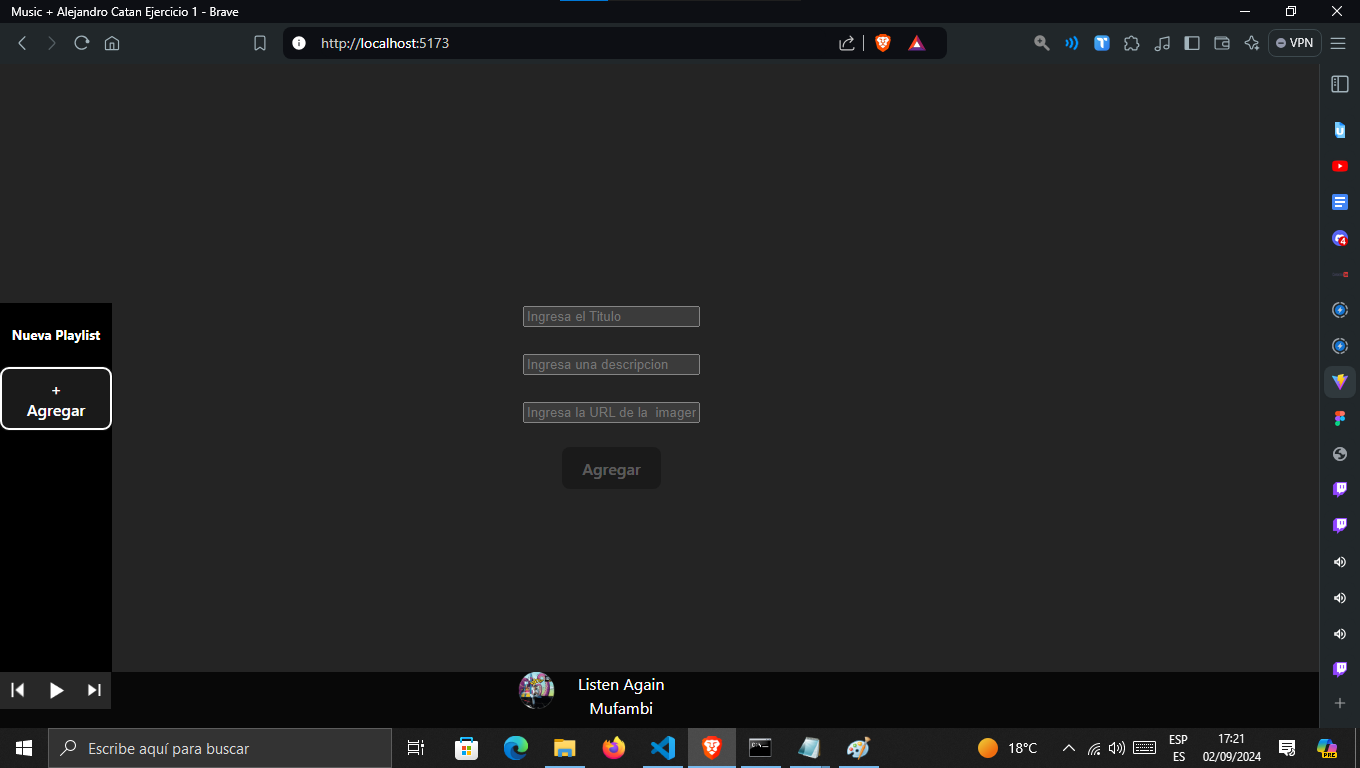 Music + Alejandro Catan Ejercicio 1 - Brave
http://localhost:5173
VPN
4
Nueva Playlist
+
Agregar
Ingresa el Titulo
Ingresa una descripcion
Ingresa la URL de la  imager
Agregar
Listen Again
Mufambi
Escribe aquí para buscar
18°C
ESP
ES
17:21
02/09/2024
PRE